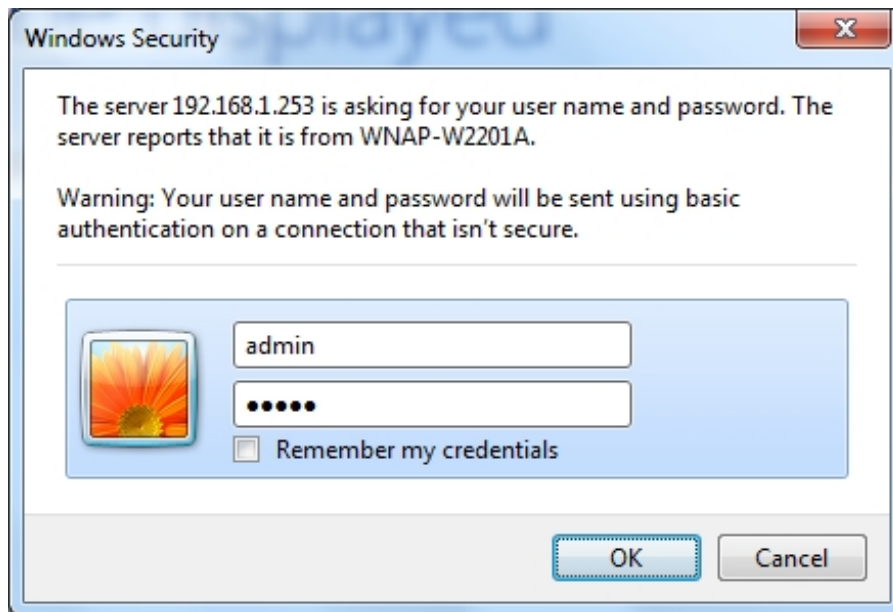 splayed
Windows Security
The server 192.168.1.253 is asking for your user name and password. The
server reports that it is from WNAP-W2201A.
Warning: Your user name and password will be sent using basic
authentication on a connection that isn't secure.
admin
•••••
Remember my credentials
OK
Cancel